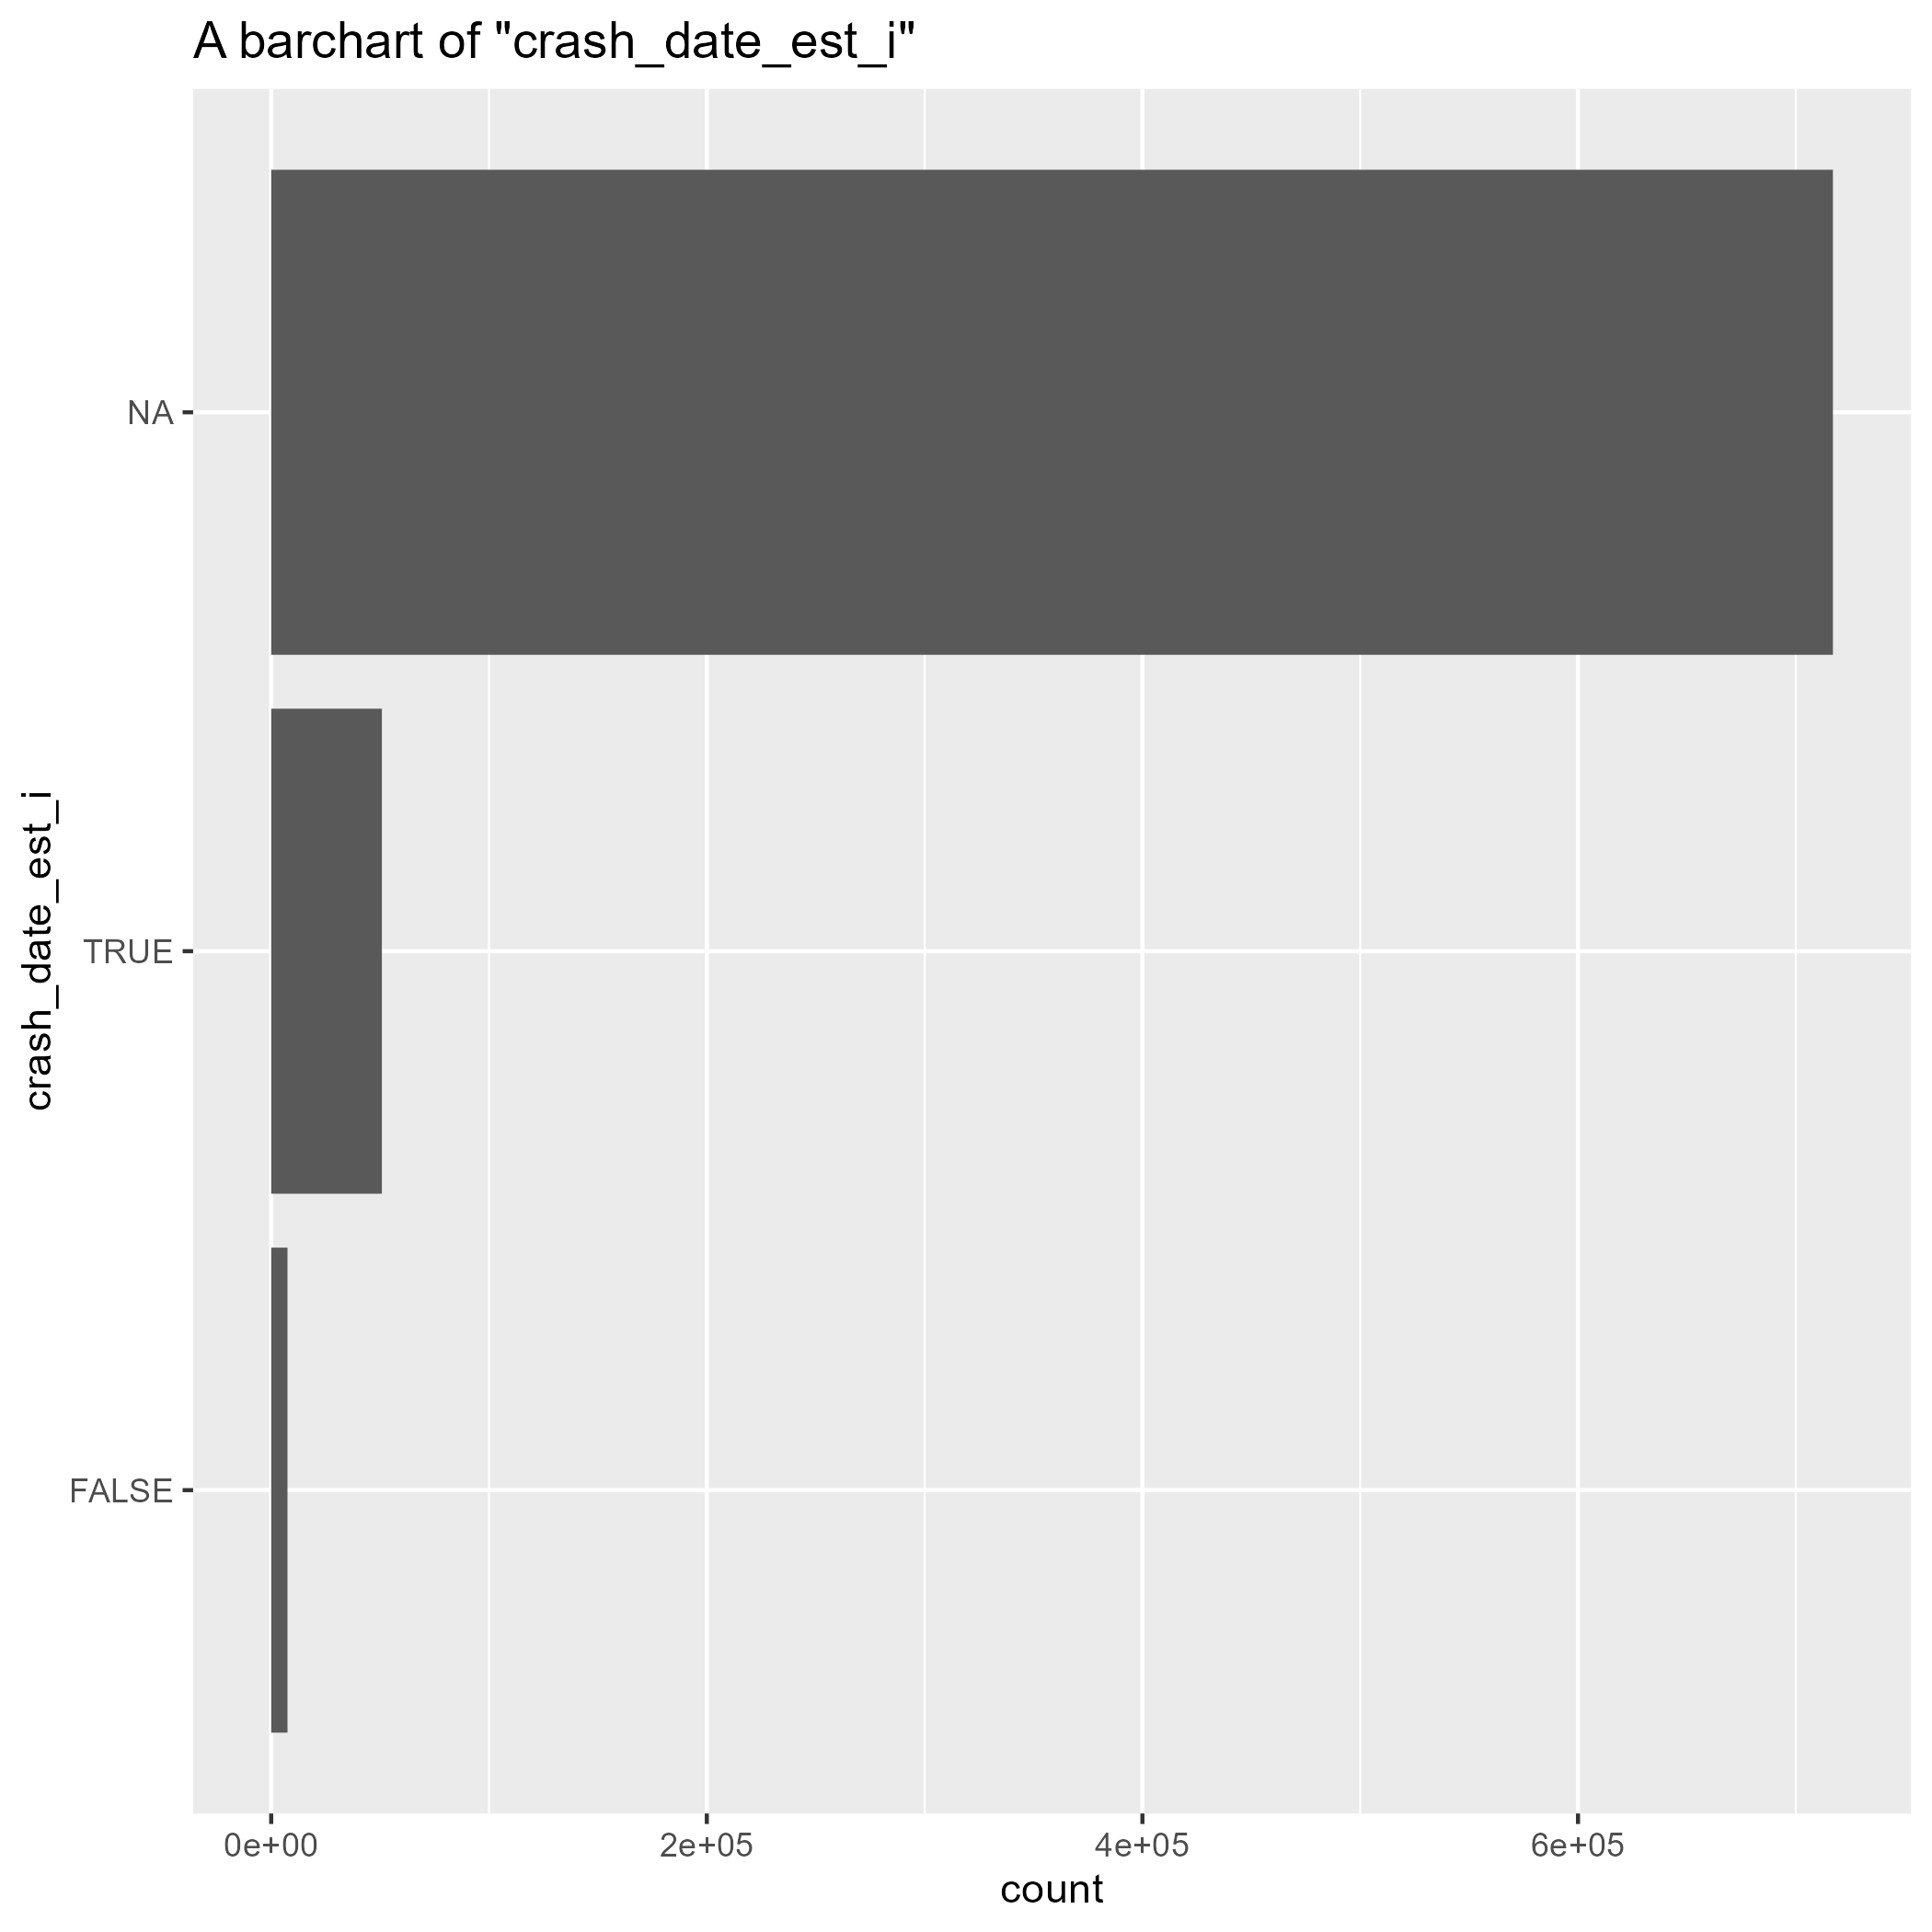 A barchart of "crash_date_est_i"
crash_date_est_i
NA
TRUE
FALSE
0e+00 2e+05 4e+05 6e+05
count